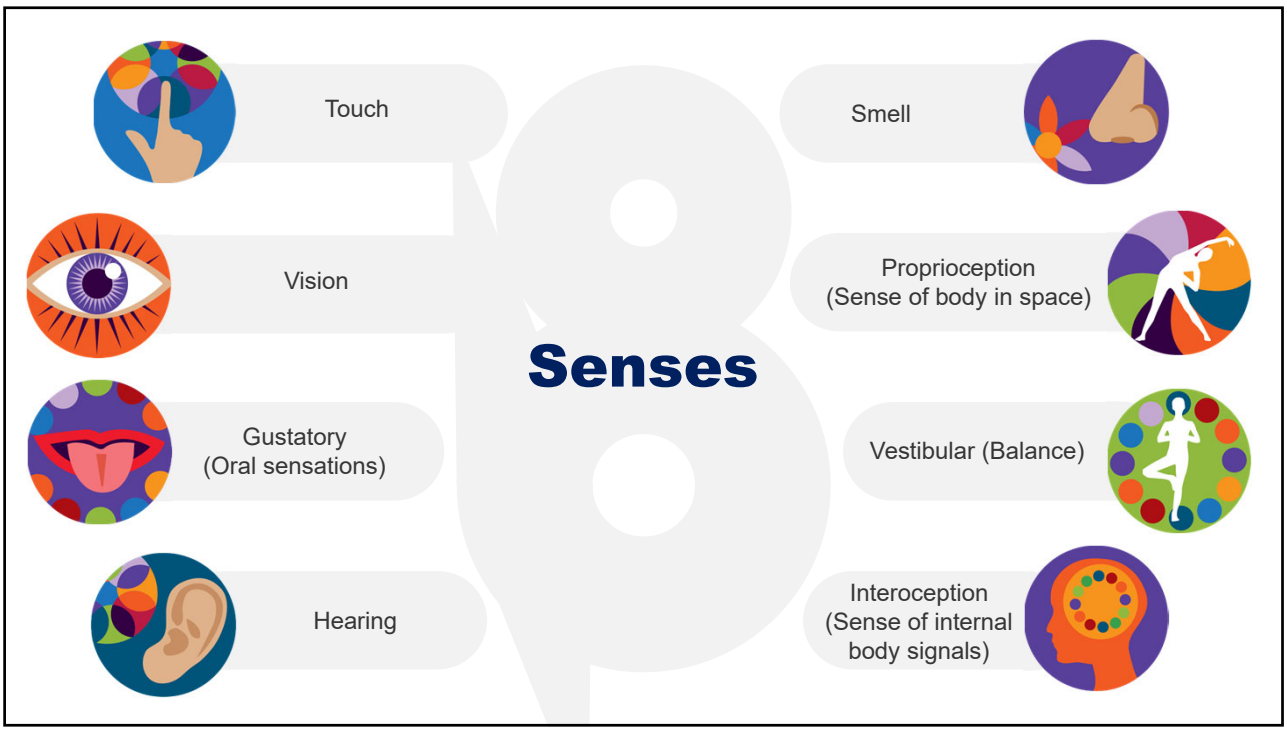 Touch
Vision
Gustatory
(Oral sensations)
Hearing
8
Senses
Smell
Proprioception
(Sense of body in space)
Vestibular (Balance)
Interoception
(Sense of internal
body signals)